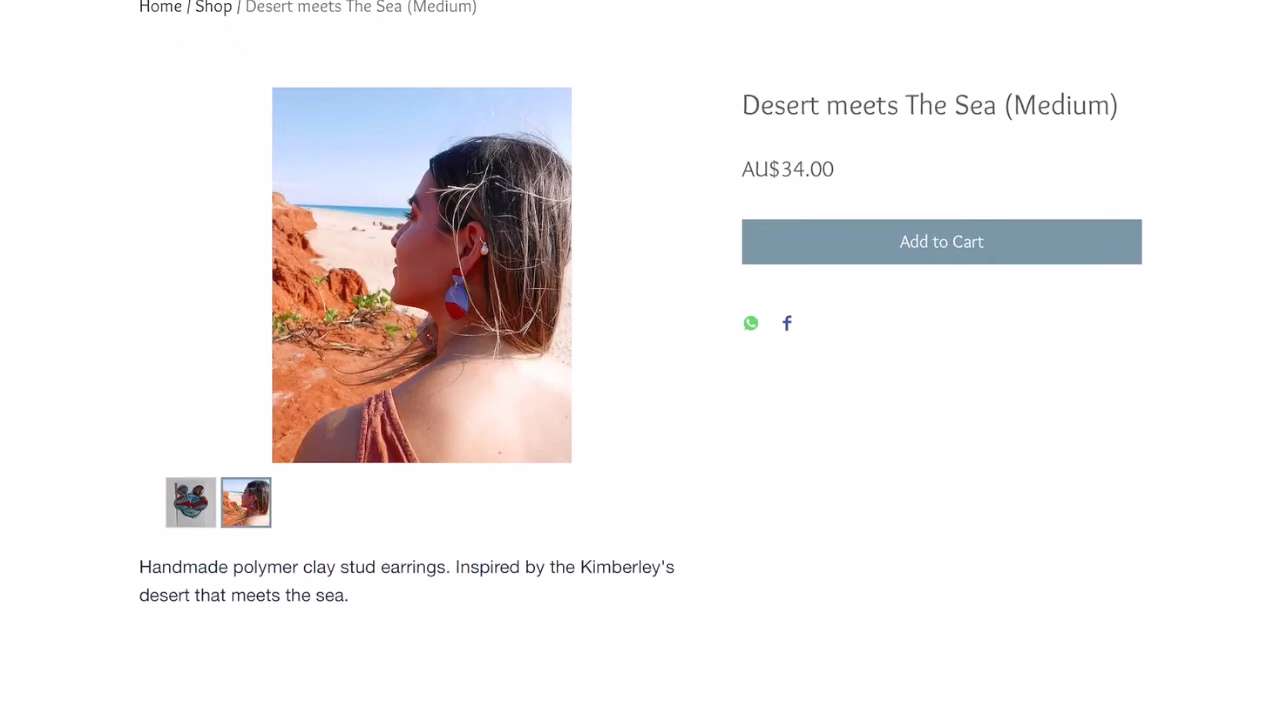 Home / Shop / Desert meets The Sea (Medium)
Desert meets The Sea (Medium)
AU$34.00
Add to Cart
Handmade polymer clay stud earrings. Inspired by the Kimberley's
desert that meets the sea.